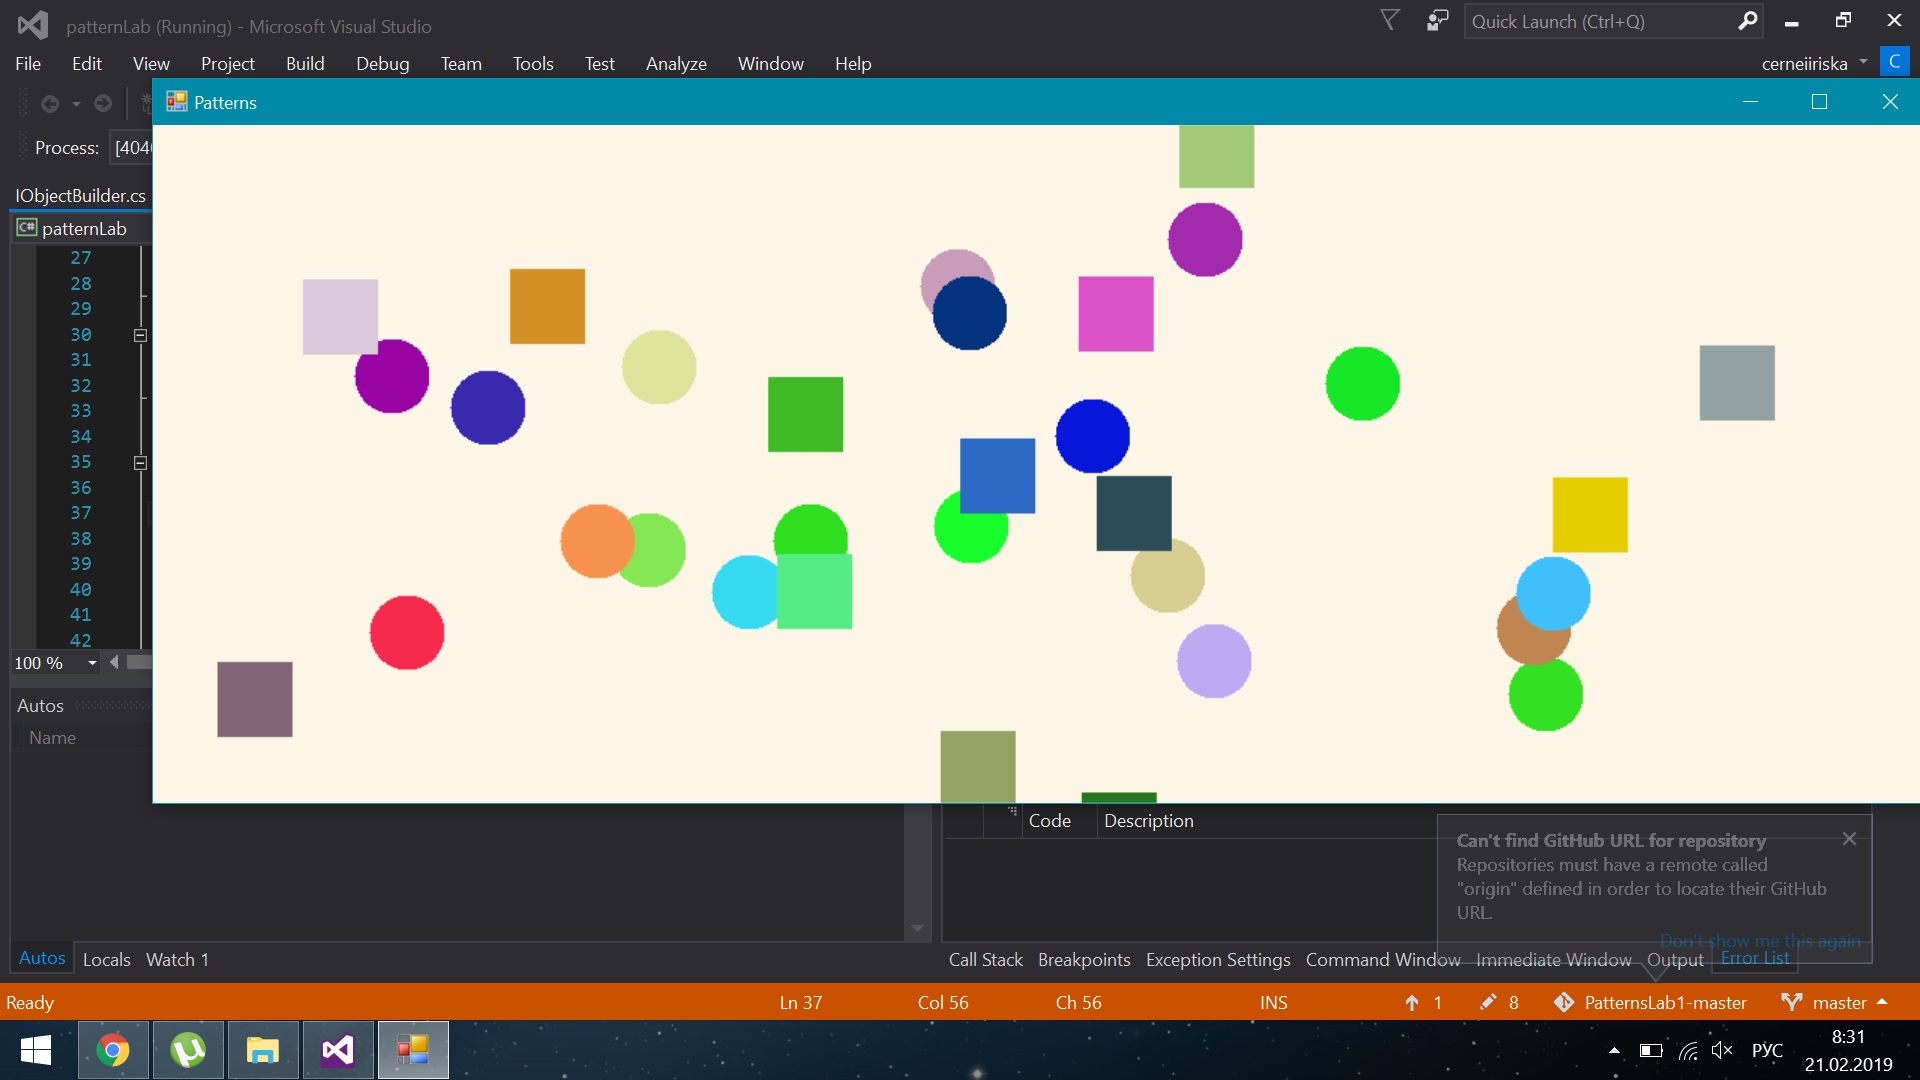 patternLab (Running) - Microsoft Visual Studio
Quick Launch (Ctrl+Q)
File Edit View Project Build Debug Team Tools Test Analyze Window Help
cerneiiriska C
Patterns
Process: [404
IObjectBuilder.cs
C# patternLab
27
28
29
30
31
32
33
34
35
36
37
38
39
40
41
42
100 %
Autos
Name
Code Description
Can't find GitHub URL for repository
Repositories must have a remote called
"origin" defined in order to locate their GitHub
URL.
Don't show me this again
Autos Locals Watch 1
Call Stack Breakpoints Exception Settings Command Window Immediate Window Output Error List
Ready Ln 37 Col 56 Ch 56 INS 1 8 PatternsLab1-master master
8:31
РУС
21.02.2019